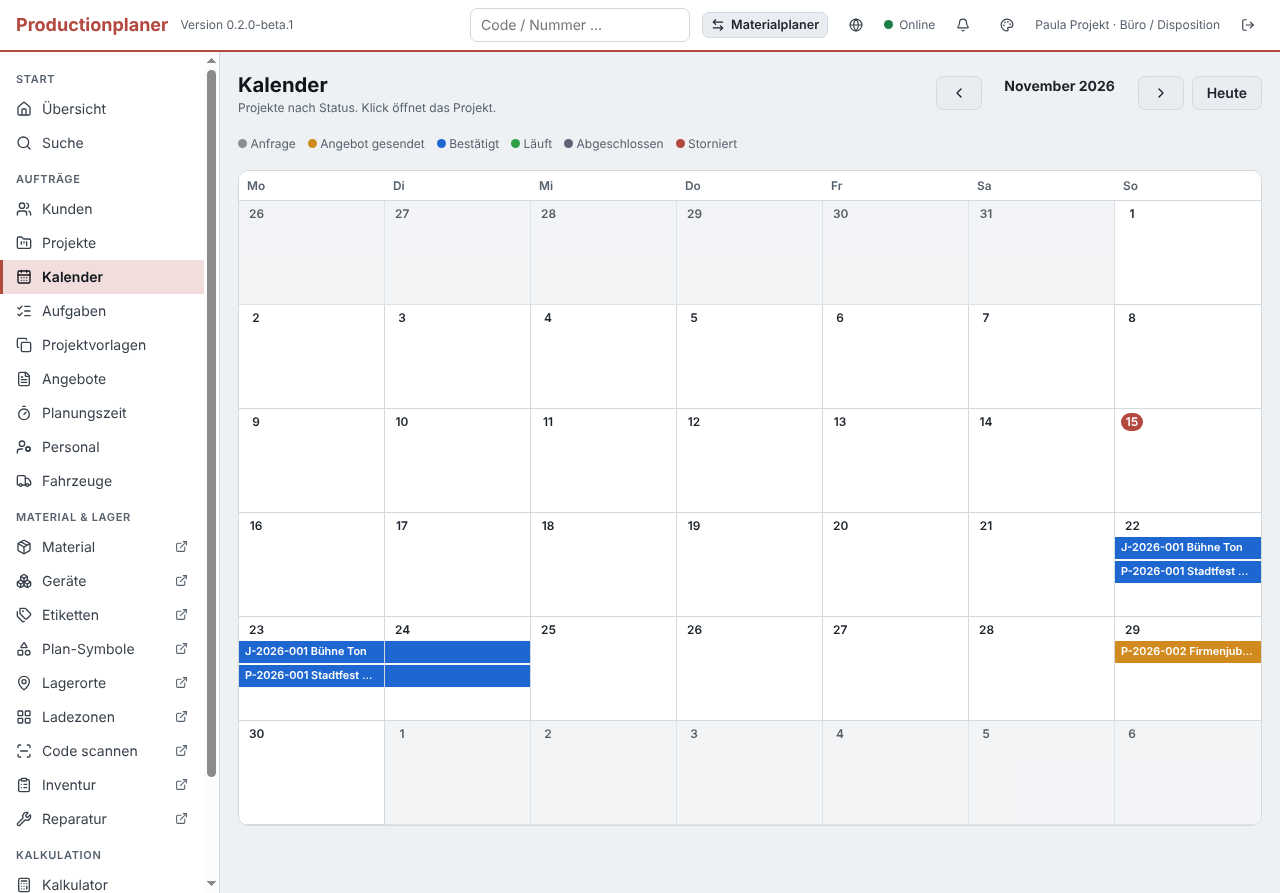 Productionplaner Version 0.2.0-beta.1 Code / Nummer ... Materialplaner Online Paula Projekt · Büro / Disposition
START
Übersicht
Suche
AUFTRÄGE
Kunden
Projekte
Kalender
Aufgaben
Projektvorlagen
Angebote
Planungszeit
Personal
Fahrzeuge
MATERIAL & LAGER
Material
Geräte
Etiketten
Plan-Symbole
Lagerorte
Ladezonen
Code scannen
Inventur
Reparatur
KALKULATION
Kalkulator
Kalender
Projekte nach Status. Klick öffnet das Projekt.
November 2026 Heute
Anfrage Angebot gesendet Bestätigt Läuft Abgeschlossen Storniert
Mo Di Mi Do Fr Sa So
26 27 28 29 30 31 1
2 3 4 5 6 7 8
9 10 11 12 13 14 15
16 17 18 19 20 21 22
J-2026-001 Bühne Ton
P-2026-001 Stadtfest ...
23 24 25 26 27 28 29
J-2026-001 Bühne Ton P-2026-002 Firmenjub...
P-2026-001 Stadtfest ...
30 1 2 3 4 5 6